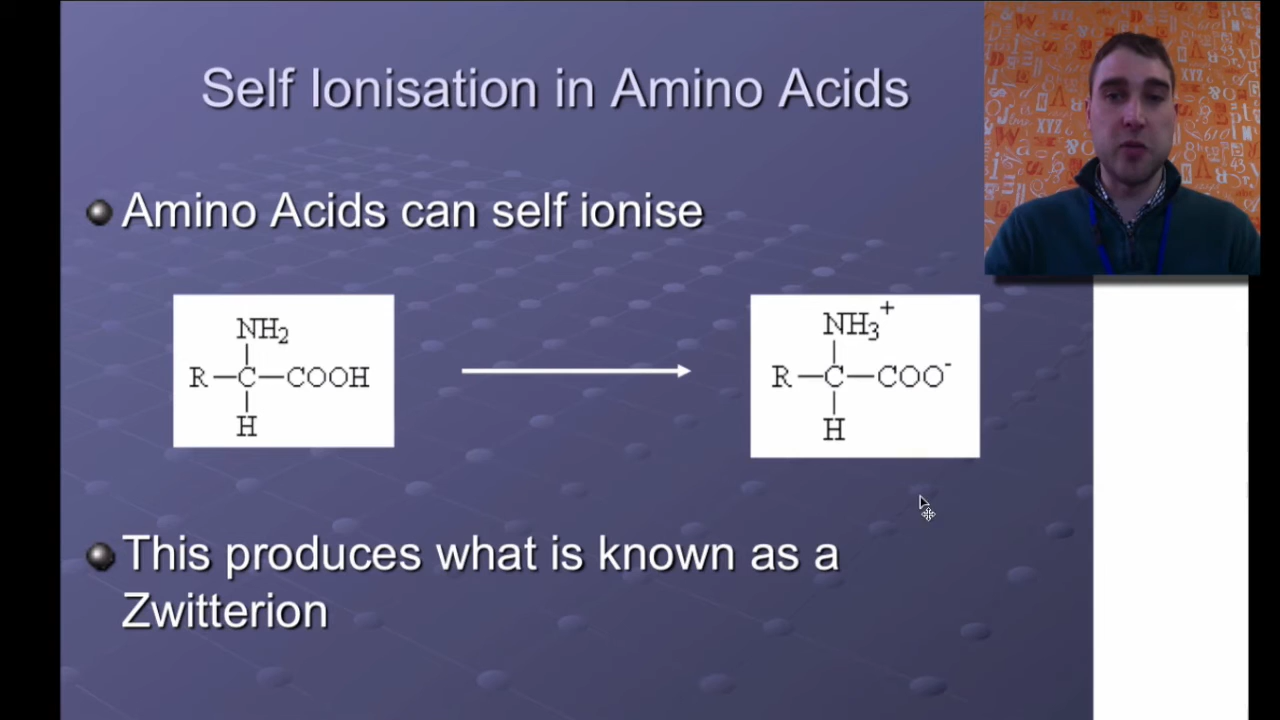 Self Ionisation in Amino Acids
Amino Acids can self ionise
NH₂
R—C—COOH
H
NH₃⁺
R—C—COO⁻
H
This produces what is known as a
Zwitterion